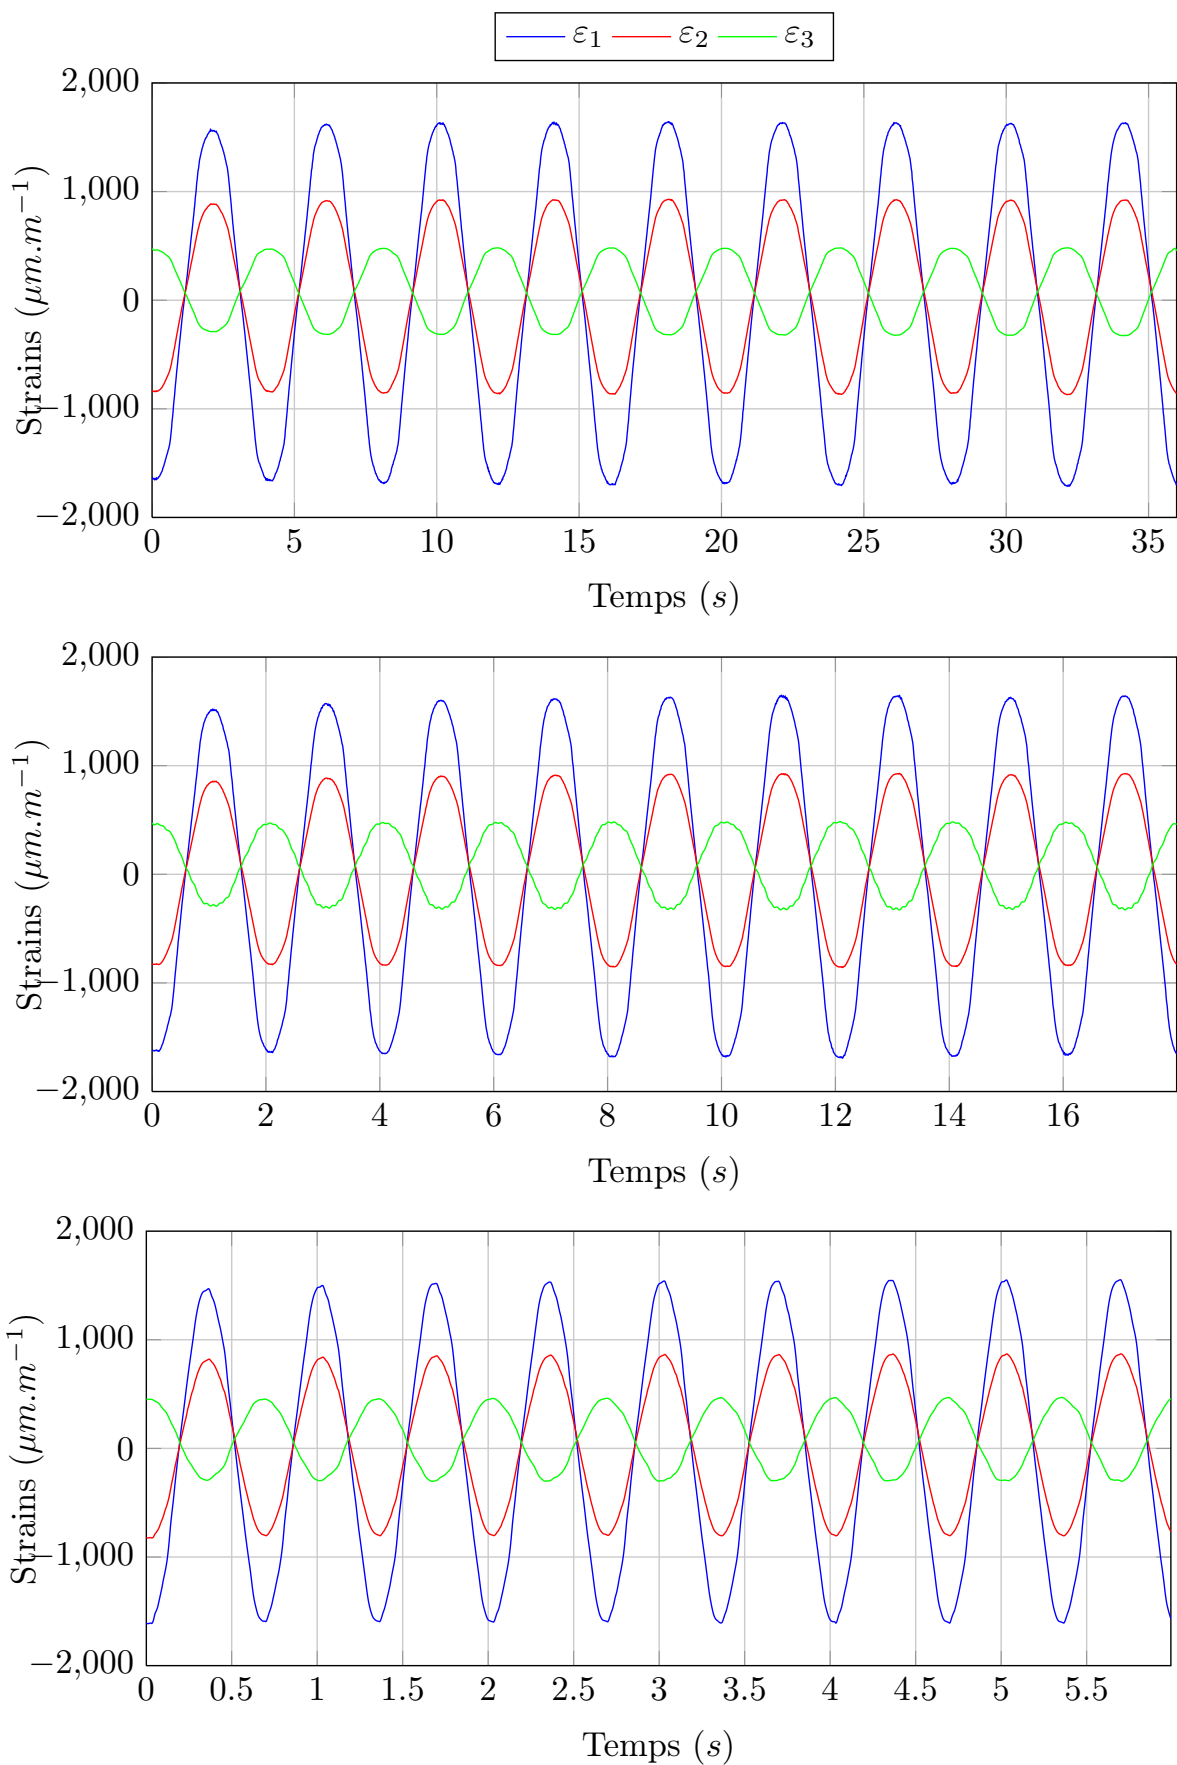 ε1 ε2 ε3
2,000
1,000
0
−1,000
−2,000
Strains (μm.m−1)
0 5 10 15 20 25 30 35
Temps (s)
2,000
1,000
0
−1,000
−2,000
Strains (μm.m−1)
0 2 4 6 8 10 12 14 16
Temps (s)
2,000
1,000
0
−1,000
−2,000
Strains (μm.m−1)
0 0.5 1 1.5 2 2.5 3 3.5 4 4.5 5 5.5
Temps (s)